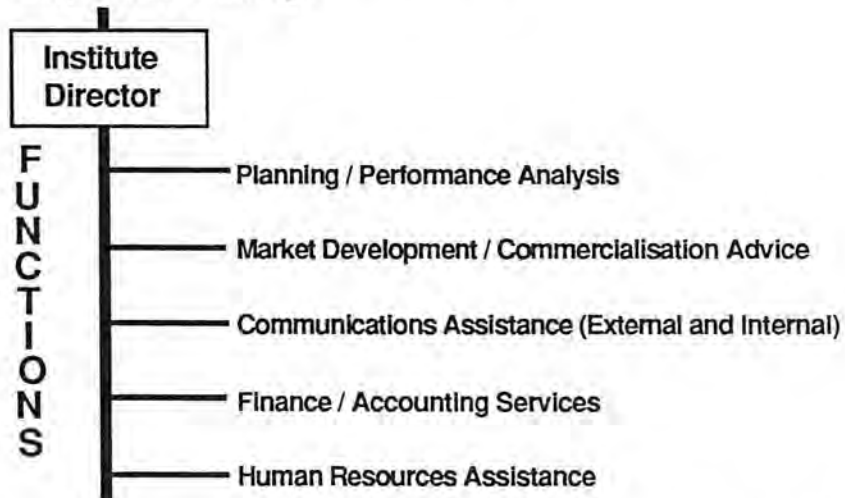 Institute
Director
FUNCTIONS
Planning / Performance Analysis
Market Development / Commercialisation Advice
Communications Assistance (External and Internal)
Finance / Accounting Services
Human Resources Assistance